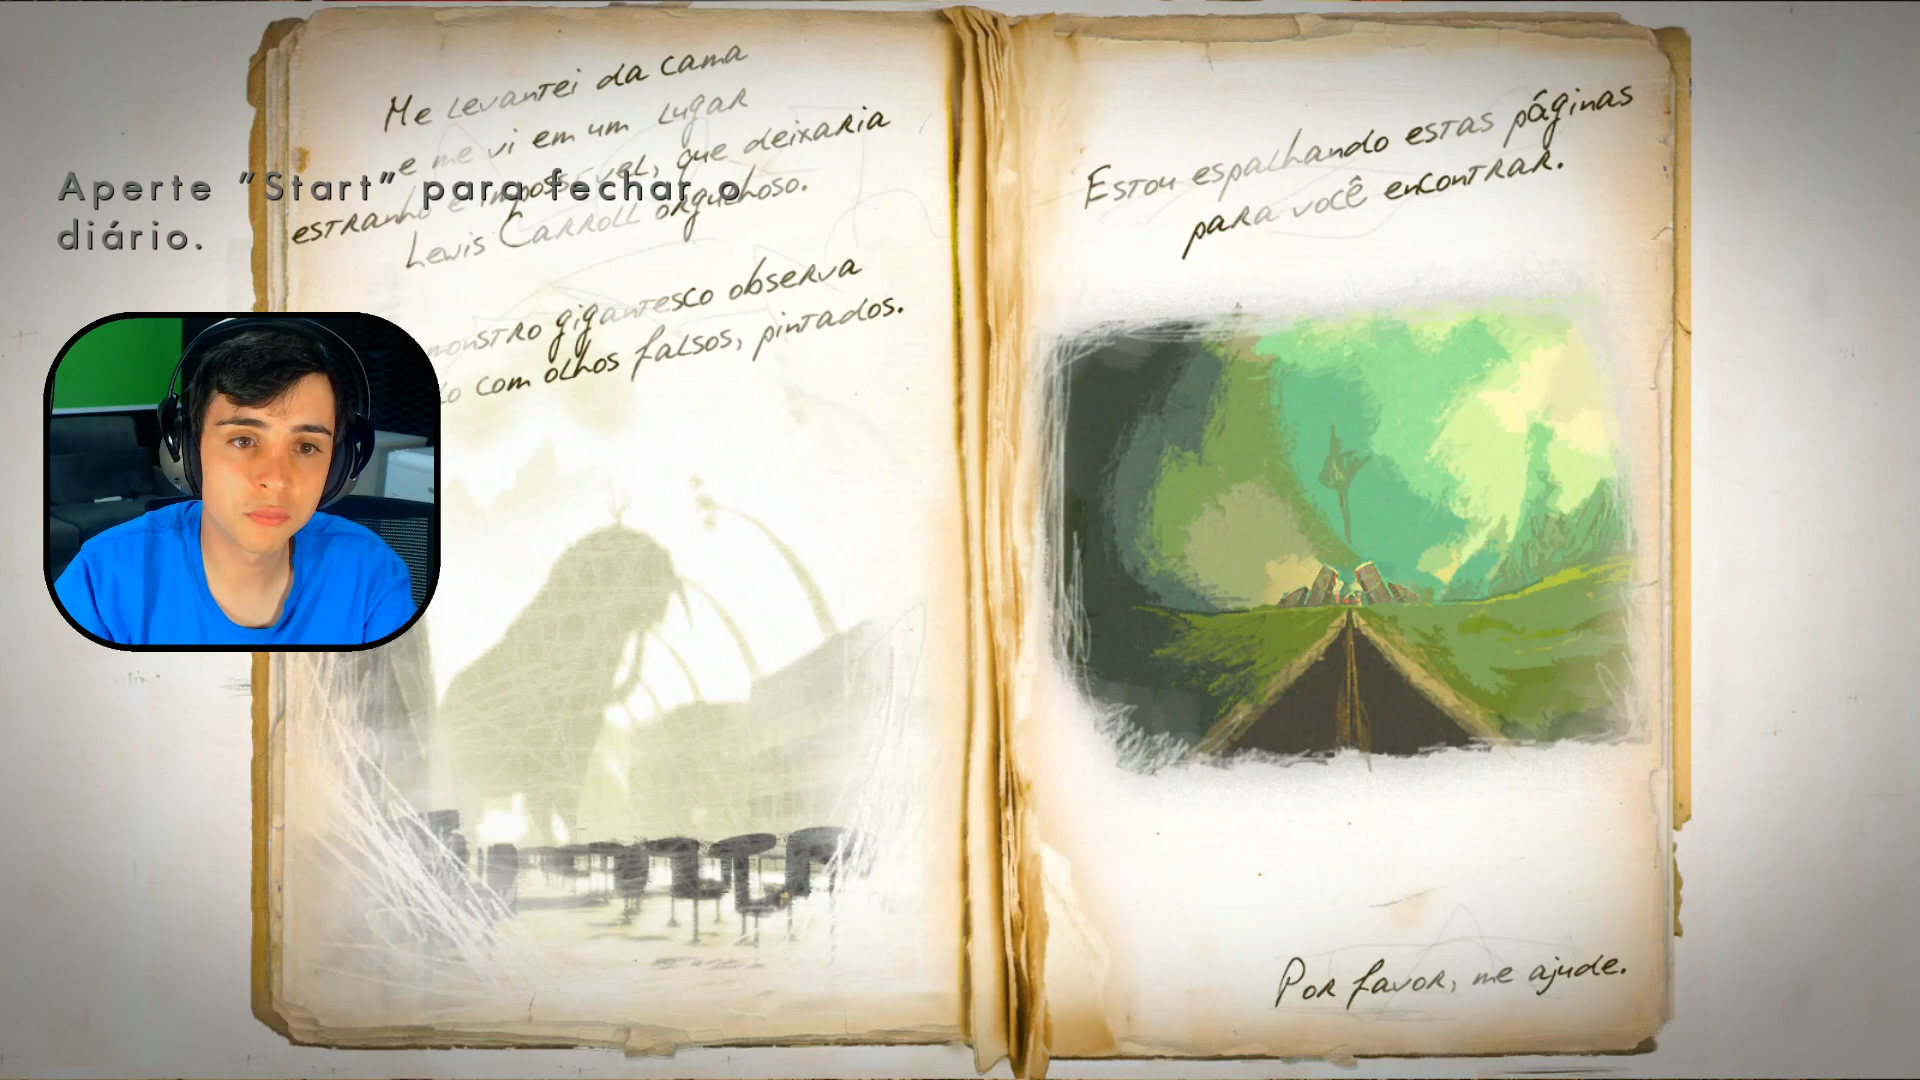 Me levantei da cama
e me vi em um lugar
estranho e impossível, que deixaria
Lewis Carroll orgulhoso.
monstro gigantesco observa
com olhos falsos, pintados.
Aperte "Start" para fechar o
diário.
Estou espalhando estas páginas
para você encontrar.
Por favor, me ajude.